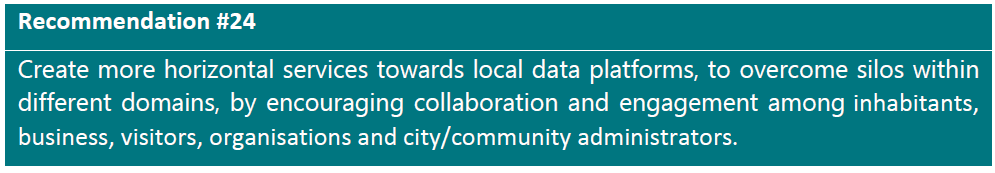 Recommendation #24
Create more horizontal services towards local data platforms, to overcome silos within
different domains, by encouraging collaboration and engagement among inhabitants,
business, visitors, organisations and city/community administrators.